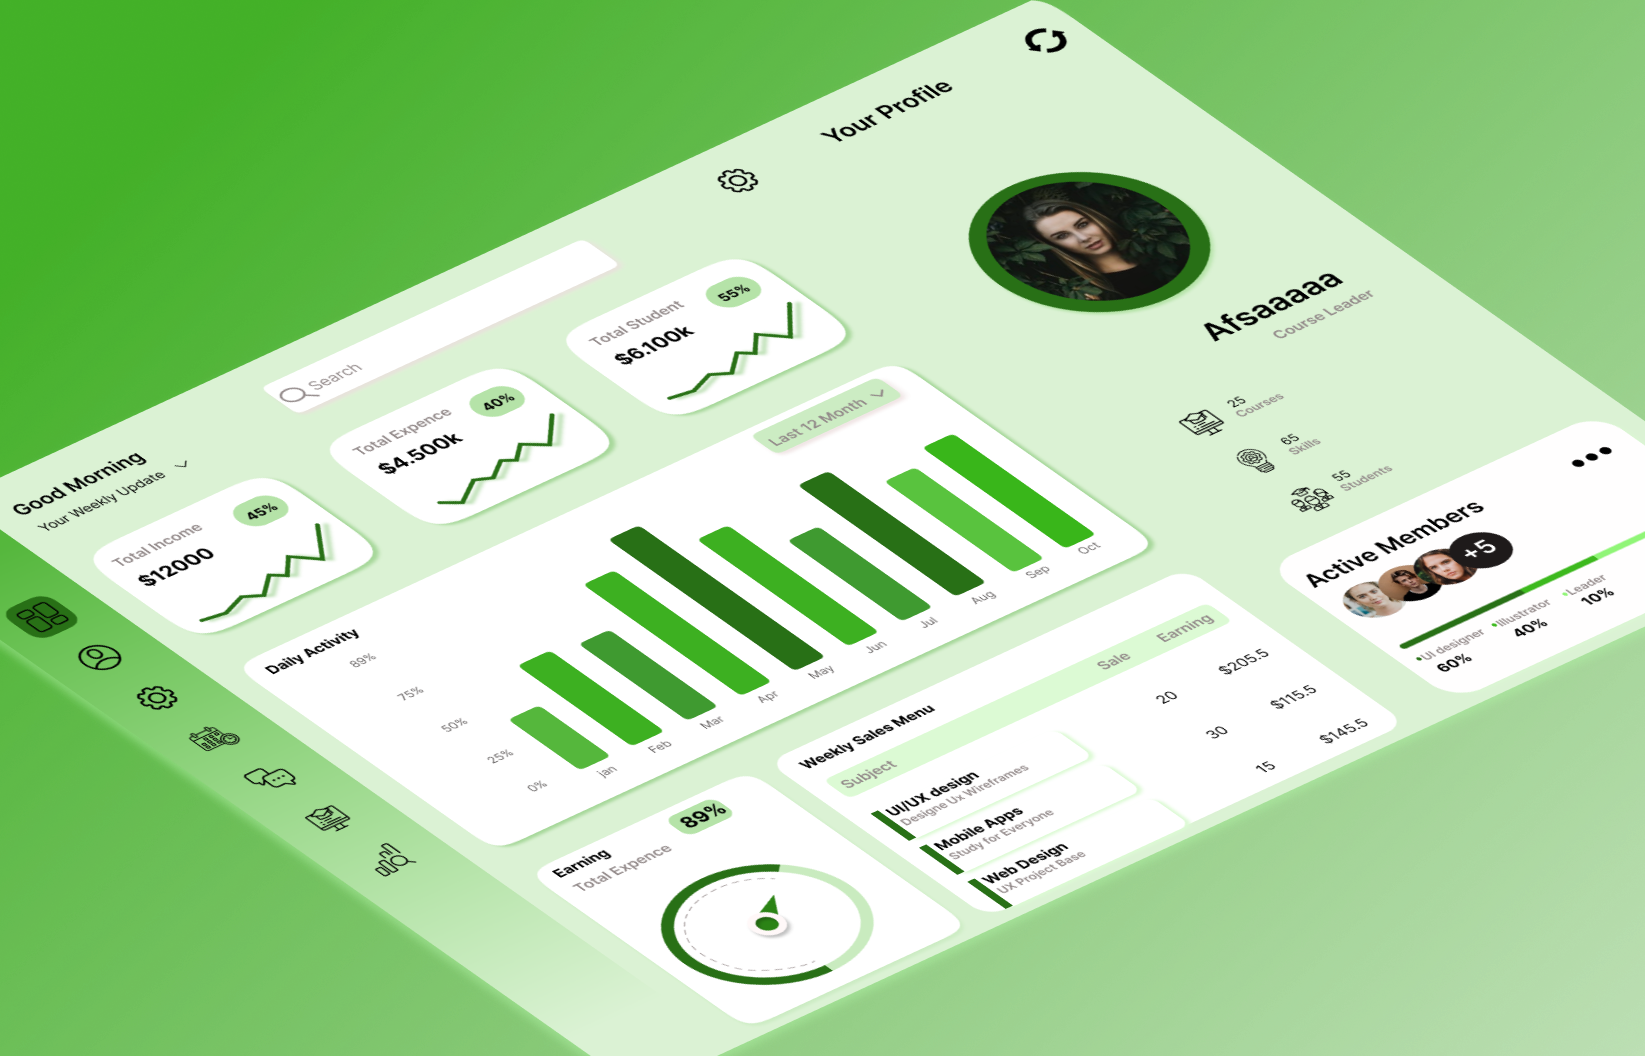 Good Morning
Your Weekly Update
Search
Your Profile
Total Income
45%
$12000
Total Expence
40%
$4.500k
Total Student
55%
$6.100k
Afsaaaaa
Course Leader
25
Courses
65
Skills
55
Students
Daily Activity
Last 12 Month
89%
75%
50%
25%
0%
jan
Feb
Mar
Apr
May
Jun
Jul
Aug
Sep
Oct
Active Members
+5
UI designer
60%
Illustrator
40%
Leader
10%
Earning
89%
Total Expence
Weekly Sales Menu
Subject
Sale
Earning
UI/UX design
Designe Ux Wireframes
20
$205.5
Mobile Apps
Study for Everyone
30
$115.5
Web Design
UX Project Base
15
$145.5